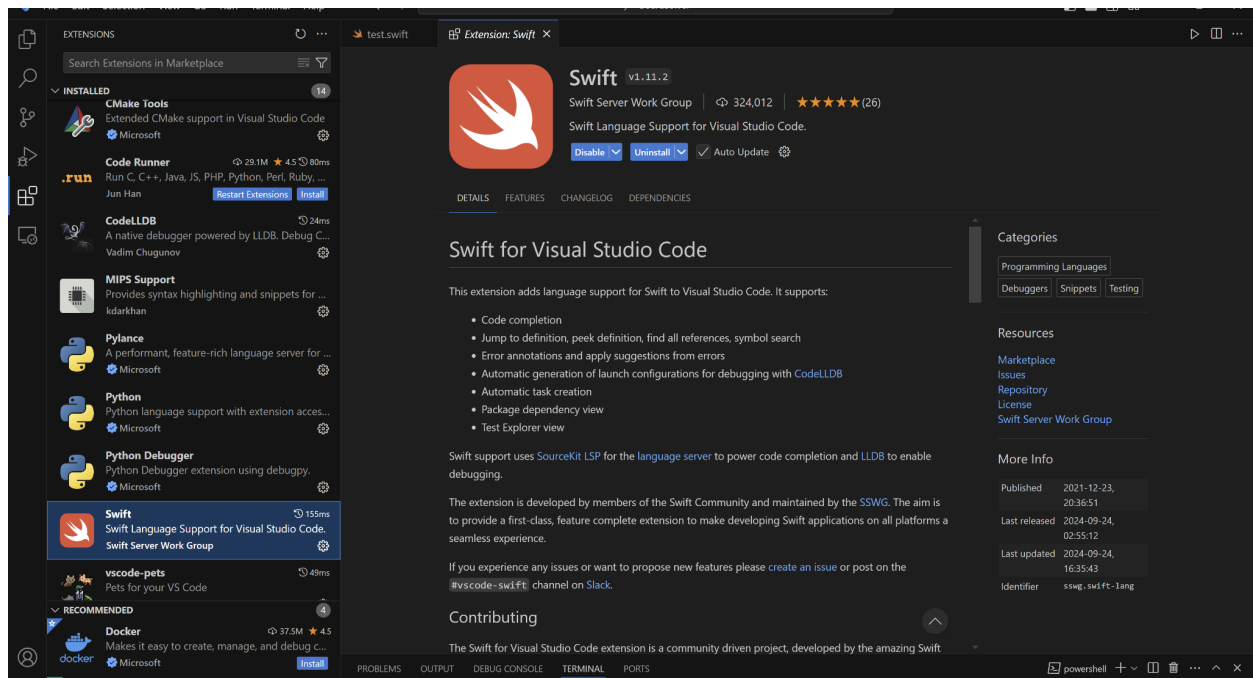 EXTENSIONS
test.swift
Extension: Swift
Search Extensions in Marketplace
INSTALLED
14
CMake Tools
Extended CMake support in Visual Studio Code
Microsoft
Code Runner
29.1M
4.5
80ms
.run
Run C, C++, Java, JS, PHP, Python, Perl, Ruby, ...
Jun Han
Restart Extensions
Install
CodeLLDB
24ms
A native debugger powered by LLDB. Debug C...
Vadim Chugunov
MIPS Support
Provides syntax highlighting and snippets for ...
kdarkhan
Pylance
A performant, feature-rich language server for ...
Microsoft
Python
Python language support with extension acces...
Microsoft
Python Debugger
Python Debugger extension using debugpy.
Microsoft
Swift
155ms
Swift Language Support for Visual Studio Code.
Swift Server Work Group
vscode-pets
49ms
Pets for your VS Code
RECOMMENDED
4
Docker
37.5M
4.5
Makes it easy to create, manage, and debug c...
docker
Microsoft
Install
Swift
v1.11.2
Swift Server Work Group
324,012
(26)
Swift Language Support for Visual Studio Code.
Disable
Uninstall
Auto Update
DETAILS
FEATURES
CHANGELOG
DEPENDENCIES
Swift for Visual Studio Code
This extension adds language support for Swift to Visual Studio Code. It supports:
• Code completion
• Jump to definition, peek definition, find all references, symbol search
• Error annotations and apply suggestions from errors
• Automatic generation of launch configurations for debugging with CodeLLDB
• Automatic task creation
• Package dependency view
• Test Explorer view
Swift support uses SourceKit LSP for the language server to power code completion and LLDB to enable
debugging.
The extension is developed by members of the Swift Community and maintained by the SSWG. The aim is
to provide a first-class, feature complete extension to make developing Swift applications on all platforms a
seamless experience.
If you experience any issues or want to propose new features please create an issue or post on the
#vscode-swift channel on Slack.
Contributing
The Swift for Visual Studio Code extension is a community driven project, developed by the amazing Swift
Categories
Programming Languages
Debuggers
Snippets
Testing
Resources
Marketplace
Issues
Repository
License
Swift Server Work Group
More Info
Published
2021-12-23,
20:36:51
Last released
2024-09-24,
02:55:12
Last updated
2024-09-24,
16:35:43
Identifier
sswg.swift-lang
PROBLEMS
OUTPUT
DEBUG CONSOLE
TERMINAL
PORTS
powershell